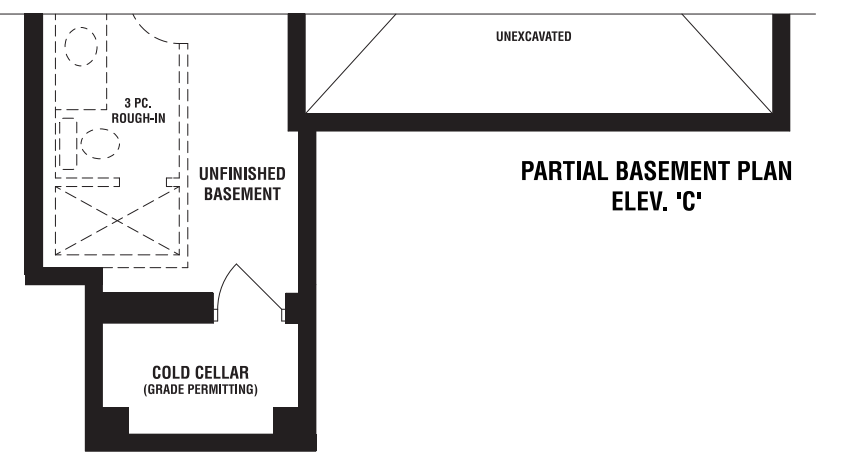 UNEXCAVATED
3 PC.
ROUGH-IN
UNFINISHED
BASEMENT
PARTIAL BASEMENT PLAN
ELEV. 'C'
COLD CELLAR
(GRADE PERMITTING)